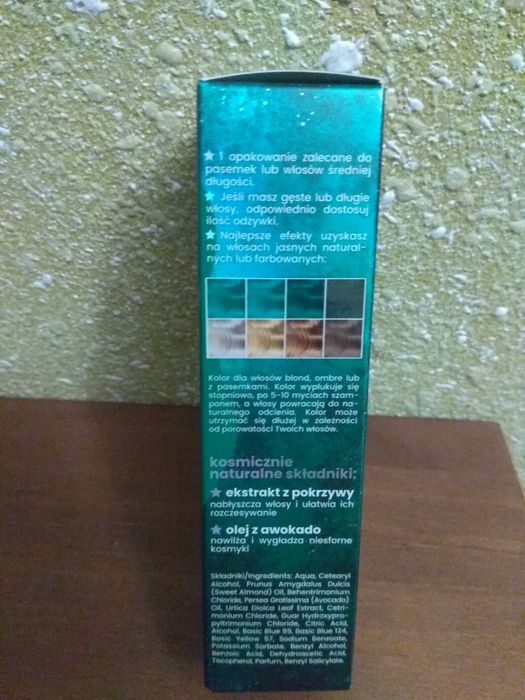 ★ 1 opakowanie zalecane do
pasemek lub włosów średniej
długości.
★ Jeśli masz gęste lub długie
włosy, odpowiednio dostosuj
ilość odżywki.
★ Najlepsze efekty uzyskasz
na włosach jasnych natural-
nych lub farbowanych:
Kolor dla włosów blond, ombre lub
z pasemkami. Kolor wypłukuje się
stopniowo, po 5-10 myciach szam-
ponem, a włosy powracają do na-
turalnego odcienia. Kolor może
utrzymać się dłużej w zależności
od porowatości Twoich włosów.
kosmicznie
naturalne składniki:
★ ekstrakt z pokrzywy
nabłyszcza włosy i ułatwia ich
rozczesywanie
★ olej z awokado
nawilża i wygładza niesforne
kosmyki
Składniki/Ingredients: Aqua, Cetearyl
Alcohol, Prunus Amygdalus Dulcis
(Sweet Almond) Oil, Behentrimonium
Chloride, Persea Gratissima (Avocado)
Oil, Urtica Dioica Leaf Extract, Cetri-
monium Chloride, Guar Hydroxypro-
pyltrimonium Chloride, Citric Acid,
Alcohol, Basic Blue 99, Basic Blue 124,
Basic Yellow 57, Sodium Benzoate,
Potassium Sorbate, Benzyl Alcohol,
Benzoic Acid, Dehydroacetic Acid,
Tocopherol, Parfum, Benzyl Salicylate.